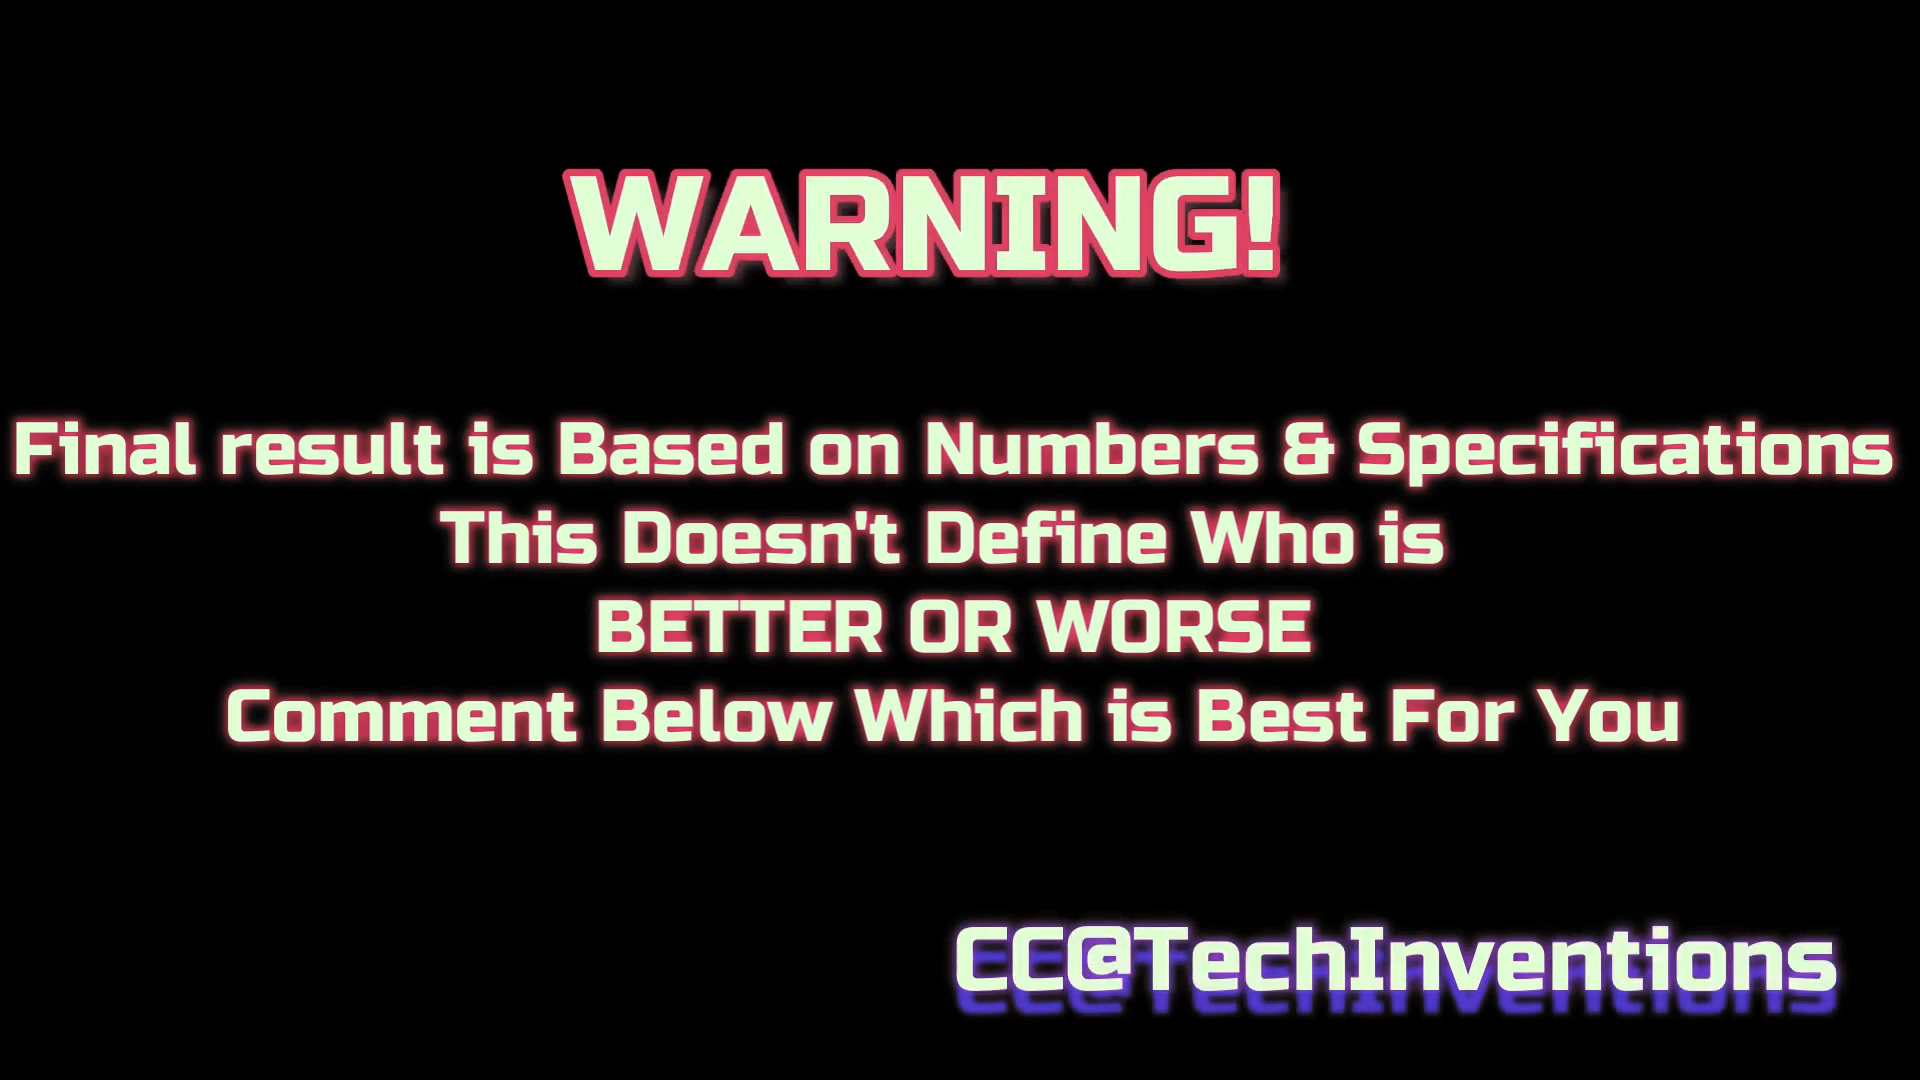 WARNING!
Final result is Based on Numbers & Specifications
This Doesn't Define Who is
BETTER OR WORSE
Comment Below Which is Best For You
CC@TechInventions